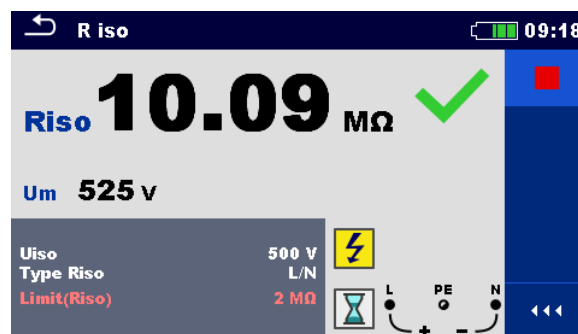 R iso 09:18
Riso 10.09 MΩ
Um 525 V
Uiso 500 V
Type Riso L/N
Limit(Riso) 2 MΩ
L PE N
+ −